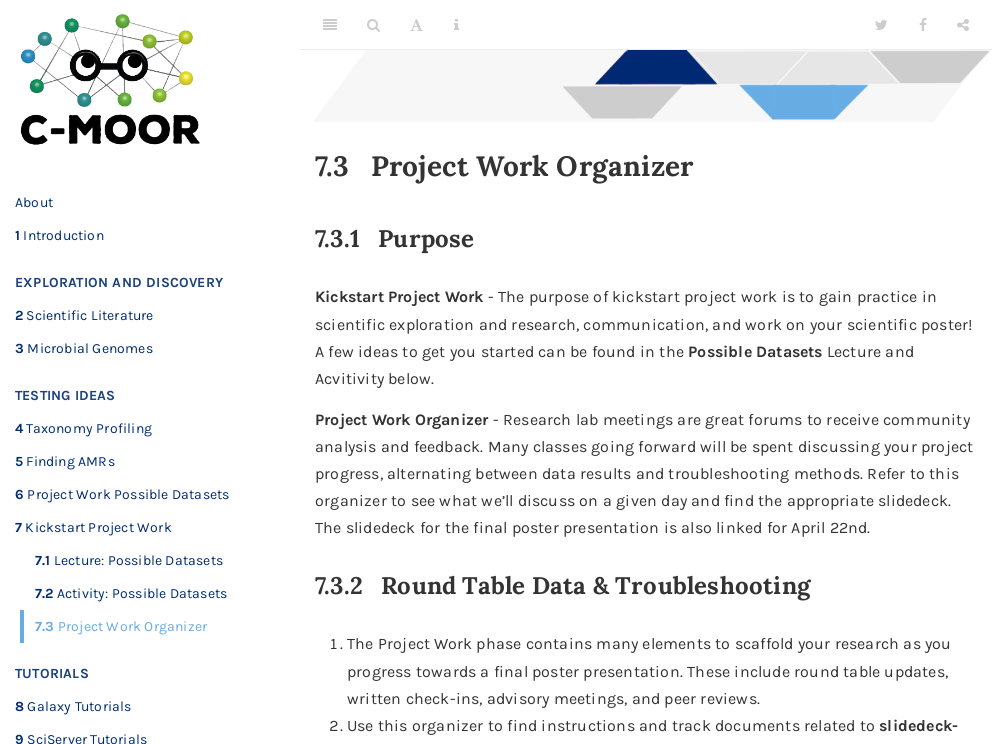 C-MOOR
About
1 Introduction
EXPLORATION AND DISCOVERY
2 Scientific Literature
3 Microbial Genomes
TESTING IDEAS
4 Taxonomy Profiling
5 Finding AMRs
6 Project Work Possible Datasets
7 Kickstart Project Work
7.1 Lecture: Possible Datasets
7.2 Activity: Possible Datasets
7.3 Project Work Organizer
TUTORIALS
8 Galaxy Tutorials
9 SciServer Tutorials
7.3 Project Work Organizer
7.3.1 Purpose
Kickstart Project Work - The purpose of kickstart project work is to gain practice in
scientific exploration and research, communication, and work on your scientific poster!
A few ideas to get you started can be found in the Possible Datasets Lecture and
Acvitivity below.
Project Work Organizer - Research lab meetings are great forums to receive community
analysis and feedback. Many classes going forward will be spent discussing your project
progress, alternating between data results and troubleshooting methods. Refer to this
organizer to see what we'll discuss on a given day and find the appropriate slidedeck.
The slidedeck for the final poster presentation is also linked for April 22nd.
7.3.2 Round Table Data & Troubleshooting
1. The Project Work phase contains many elements to scaffold your research as you
progress towards a final poster presentation. These include round table updates,
written check-ins, advisory meetings, and peer reviews.
2. Use this organizer to find instructions and track documents related to slidedeck-